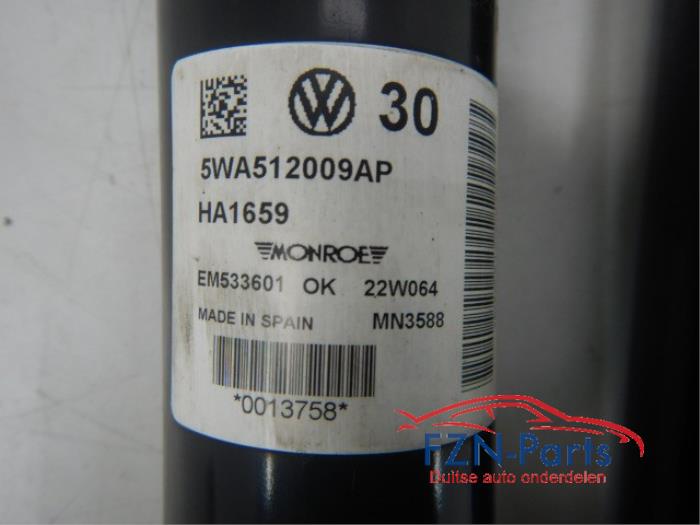 30
5WA512009AP
HA1659
MONROE
EM533601 OK 22W064
MADE IN SPAIN MN3588
*0013758*
FZN-Parts
Duitse auto onderdelen